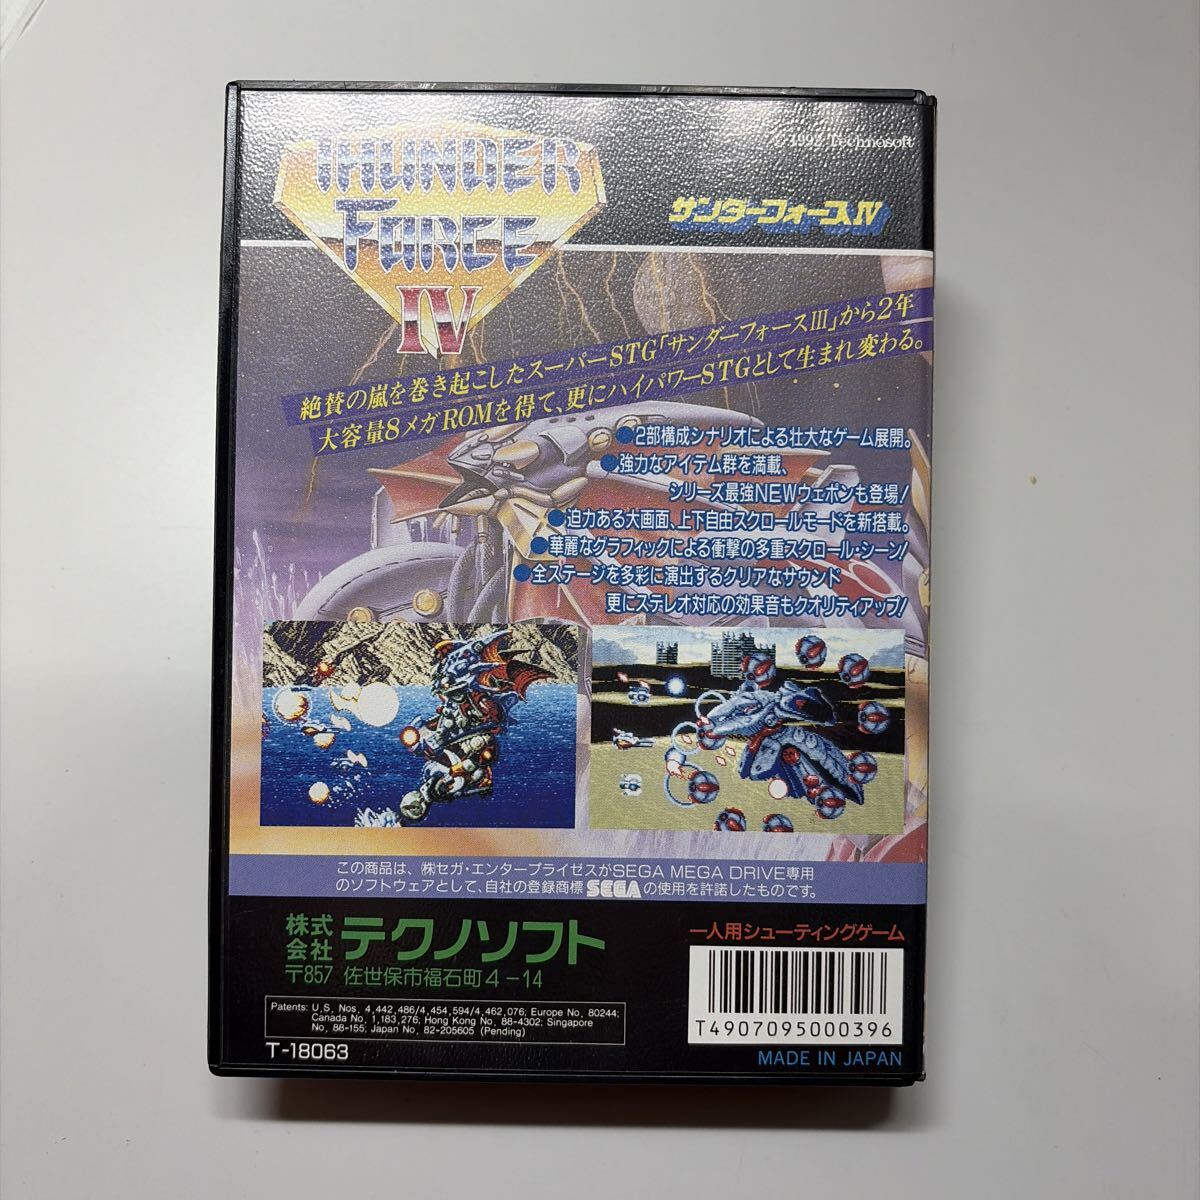 THUNDER
FORCE
IV
© 1992 Technosoft
サンダーフォースIV
絶賛の嵐を巻き起こしたスーパーSTG「サンダーフォースIII」から2年
大容量8メガROMを得て、更にハイパワーSTGとして生まれ変わる。
●2部構成シナリオによる壮大なゲーム展開。
●強力なアイテム群を満載、
シリーズ最強NEWウェポンも登場!
●迫力ある大画面、上下自由スクロールモードを新搭載。
●華麗なグラフィックによる衝撃の多重スクロール・シーン!
●全ステージを多彩に演出するクリアなサウンド
更にステレオ対応の効果音もクオリティアップ!
この商品は、㈱セガ・エンタープライゼスがSEGA MEGA DRIVE専用
のソフトウェアとして、自社の登録商標 SEGA の使用を許諾したものです。
株式会社 テクノソフト
〒857 佐世保市福石町4-14
一人用シューティングゲーム
Patents: U.S. Nos. 4,442,486/4,454,594/4,462,076; Europe No. 80244;
Canada No. 1,183,276; Hong Kong No. 88-4302; Singapore
No. 88-155; Japan No. 82-205605 (Pending)
T4907095000396
T-18063
MADE IN JAPAN